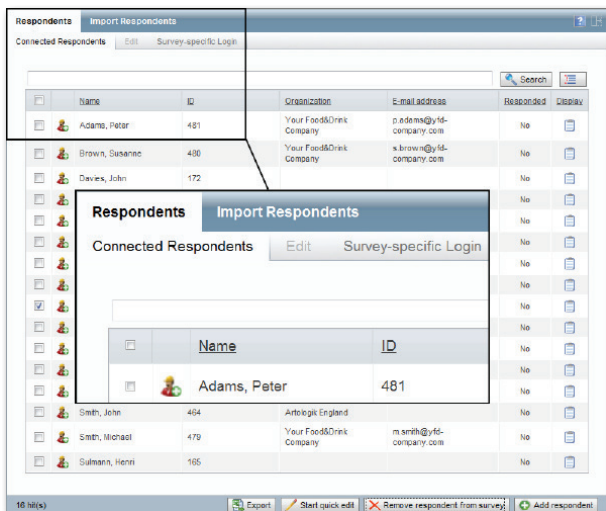 Respondents Import Respondents ?
Connected Respondents Edit Survey-specific Login
Search
Name ID Organization E-mail address Responded Display
Adams, Peter 481 Your Food&Drink Company p.adams@yfd-company.com No
Brown, Susanne 480 Your Food&Drink Company s.brown@yfd-company.com No
Davies, John 172 No
No
No
No
No
No
No
No
No
No
Respondents Import Respondents
Connected Respondents Edit Survey-specific Login
Name ID
Adams, Peter 481
Smith, John 464 Artologik England No
Smith, Michael 479 Your Food&Drink Company m.smith@yfd-company.com No
Sulmann, Henri 165 No
16 hit(s) Export Start quick edit Remove respondent from survey Add respondent